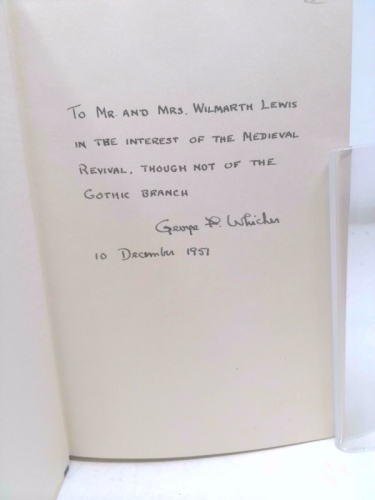 To Mr. and Mrs. Wilmarth Lewis
in the interest of the Medieval
Revival, though not of the
Gothic branch
George F. Whicher
10 December 1951